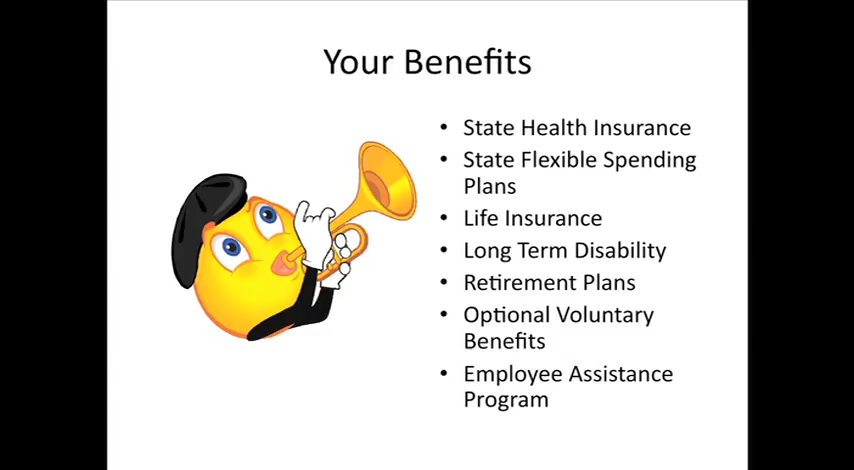 Your Benefits
• State Health Insurance
• State Flexible Spending
Plans
• Life Insurance
• Long Term Disability
• Retirement Plans
• Optional Voluntary
Benefits
• Employee Assistance
Program